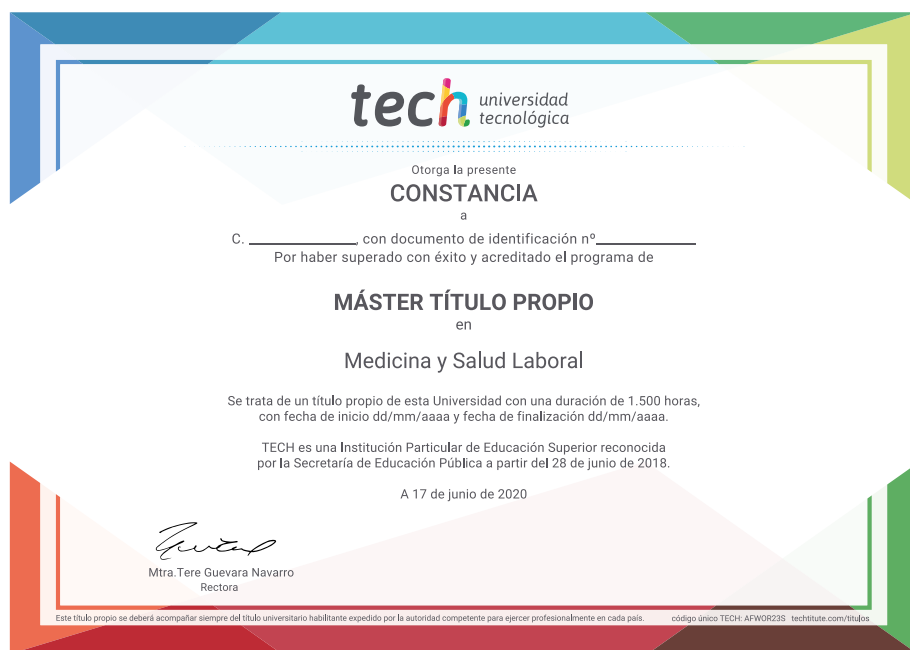 tech universidad
tecnológica
Otorga la presente
CONSTANCIA
a
C. ____________, con documento de identificación nº____________
Por haber superado con éxito y acreditado el programa de
MÁSTER TÍTULO PROPIO
en
Medicina y Salud Laboral
Se trata de un título propio de esta Universidad con una duración de 1.500 horas,
con fecha de inicio dd/mm/aaaa y fecha de finalización dd/mm/aaaa.
TECH es una Institución Particular de Educación Superior reconocida
por la Secretaría de Educación Pública a partir del 28 de junio de 2018.
A 17 de junio de 2020
Mtra.Tere Guevara Navarro
Rectora
Este título propio se deberá acompañar siempre del título universitario habilitante expedido por la autoridad competente para ejercer profesionalmente en cada país. código único TECH: AFWOR23S techtitute.com/titulos